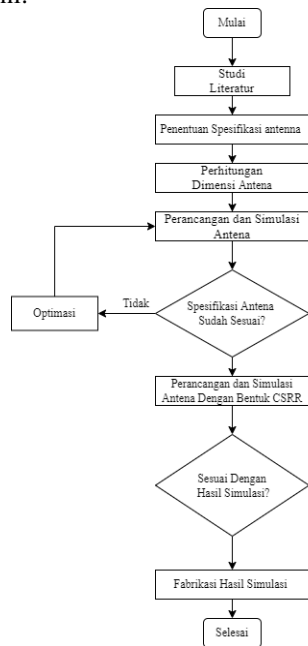 Mulai
Studi
Literatur
Penentuan Spesifikasi antenna
Perhitungan
Dimensi Antena
Perancangan dan Simulasi
Antena
Tidak
Optimasi
Spesifikasi Antena
Sudah Sesuai?
Perancangan dan Simulasi
Antena Dengan Bentuk CSRR
Sesuai Dengan
Hasil Simulasi?
Fabrikasi Hasil Simulasi
Selesai